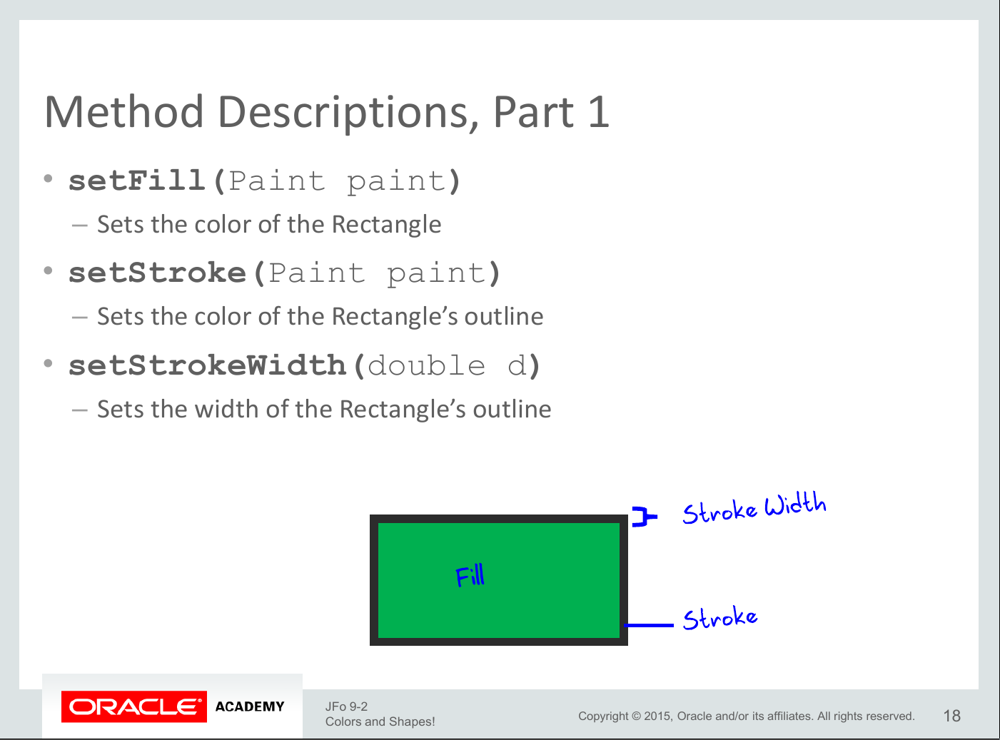 Method Descriptions, Part 1
• setFill(Paint paint)
– Sets the color of the Rectangle
• setStroke(Paint paint)
– Sets the color of the Rectangle’s outline
• setStrokeWidth(double d)
– Sets the width of the Rectangle’s outline
Stroke Width
Fill
Stroke
ORACLE® ACADEMY
JFo 9-2
Colors and Shapes!
Copyright © 2015, Oracle and/or its affiliates. All rights reserved.
18